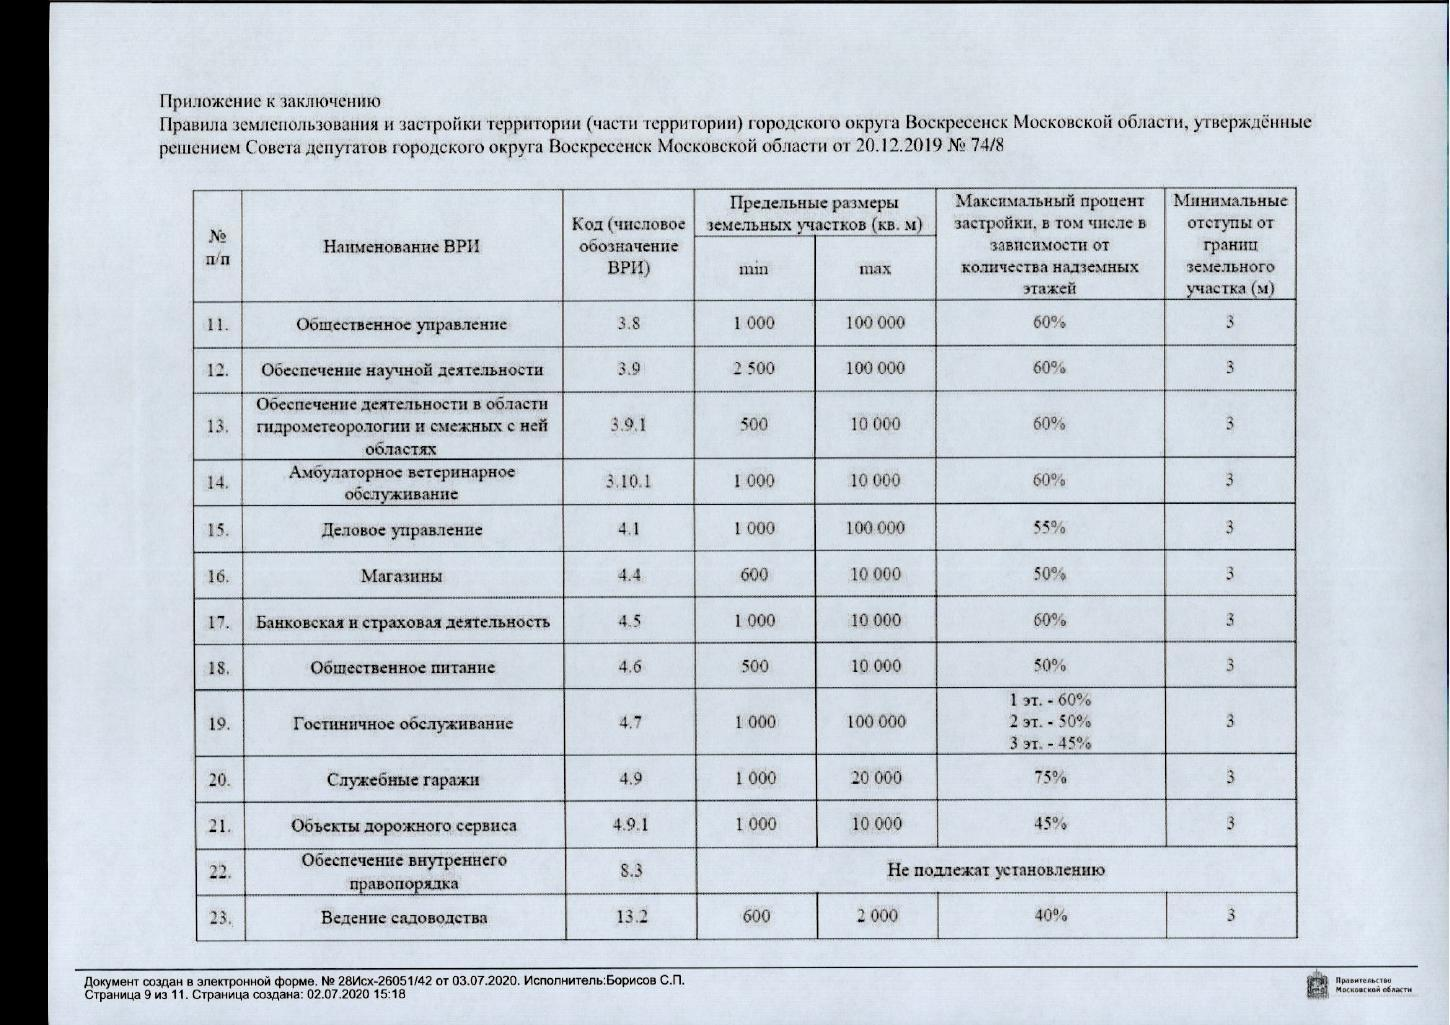 Приложение к заключению
Правила землепользования и застройки территории (части территории) городского округа Воскресенск Московской области, утверждённые
решением Совета депутатов городского округа Воскресенск Московской области от 20.12.2019 № 74/8
№ п/п
Наименование ВРИ
Код (числовое
обозначение
ВРИ)
Предельные размеры
земельных участков (кв. м)
min
max
Максимальный процент
застройки, в том числе в
зависимости от
количества надземных
этажей
Минимальные
отступы от
границ
земельного
участка (м)
11. Общественное управление 3.8 1 000 100 000 60% 3
12. Обеспечение научной деятельности 3.9 2 500 100 000 60% 3
Обеспечение деятельности в области
13. гидрометеорологии и смежных с ней 3.9.1 500 10 000 60% 3
областях
14. Амбулаторное ветеринарное
обслуживание 3.10.1 1 000 10 000 60% 3
15. Деловое управление 4.1 1 000 100 000 55% 3
16. Магазины 4.4 600 10 000 50% 3
17. Банковская и страховая деятельность 4.5 1 000 10 000 60% 3
18. Общественное питание 4.6 500 10 000 50% 3
19. Гостиничное обслуживание 4.7 1 000 100 000
1 эт. - 60%
2 эт. - 50%
3 эт. - 45%
3
20. Служебные гаражи 4.9 1 000 20 000 75% 3
21. Объекты дорожного сервиса 4.9.1 1 000 10 000 45% 3
22. Обеспечение внутреннего
правопорядка 8.3 Не подлежат установлению
23. Ведение садоводства 13.2 600 2 000 40% 3
Документ создан в электронной форме. № 28Исх-26051/42 от 03.07.2020. Исполнитель:Борисов С.П.
Страница 9 из 11. Страница создана: 02.07.2020 15:18
Правительство
Московской области